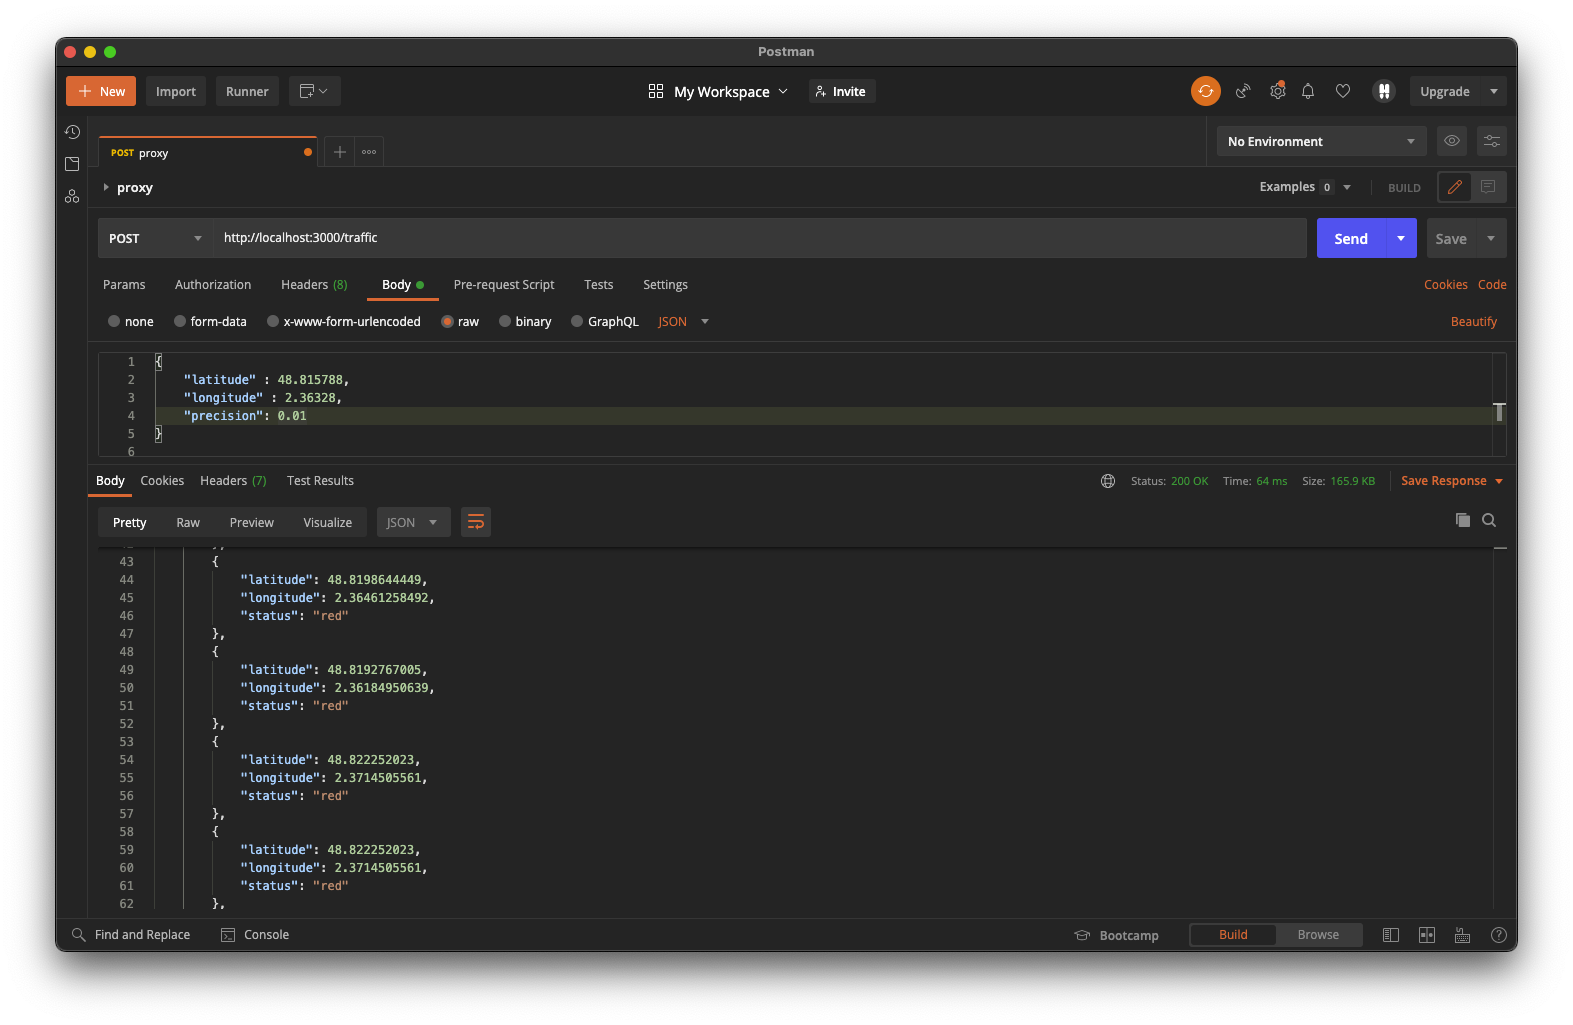 Postman
New Import Runner My Workspace Invite Upgrade
POST proxy No Environment
proxy Examples 0 BUILD
POST http://localhost:3000/traffic Send Save
Params Authorization Headers (8) Body Pre-request Script Tests Settings Cookies Code
none form-data x-www-form-urlencoded raw binary GraphQL JSON Beautify
1 {
2 "latitude" : 48.815788,
3 "longitude" : 2.36328,
4 "precision": 0.01
5 }
6
Body Cookies Headers (7) Test Results Status: 200 OK Time: 64 ms Size: 165.9 KB Save Response
Pretty Raw Preview Visualize JSON
43 {
44 "latitude": 48.8198644449,
45 "longitude": 2.36461258492,
46 "status": "red"
47 },
48 {
49 "latitude": 48.8192767005,
50 "longitude": 2.36184950639,
51 "status": "red"
52 },
53 {
54 "latitude": 48.822252023,
55 "longitude": 2.3714505561,
56 "status": "red"
57 },
58 {
59 "latitude": 48.822252023,
60 "longitude": 2.3714505561,
61 "status": "red"
62 },
Find and Replace Console Bootcamp Build Browse